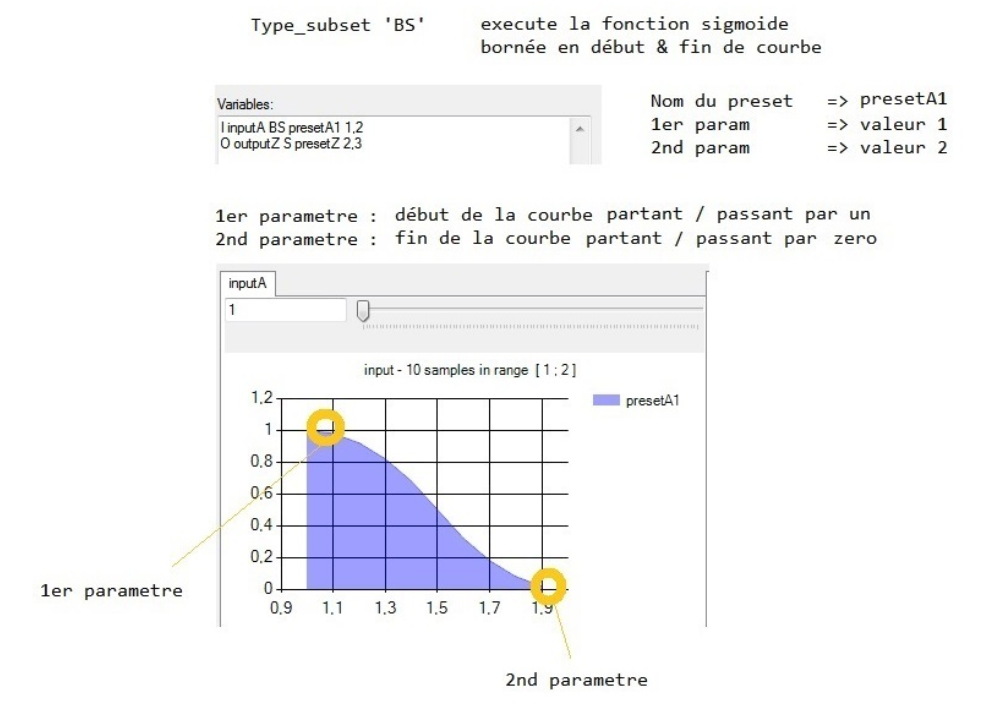 Type_subset 'BS' execute la fonction sigmoide
bornée en début & fin de courbe
Variables:
I inputA BS presetA1 1,2
O outputZ S presetZ 2,3
Nom du preset => presetA1
1er param => valeur 1
2nd param => valeur 2
1er parametre : début de la courbe partant / passant par un
2nd parametre : fin de la courbe partant / passant par zero
inputA
1
input - 10 samples in range [ 1 ; 2 ]
presetA1
1,2
1
0,8
0,6
0,4
0,2
0
0,9 1,1 1,3 1,5 1,7 1,9
1er parametre
2nd parametre